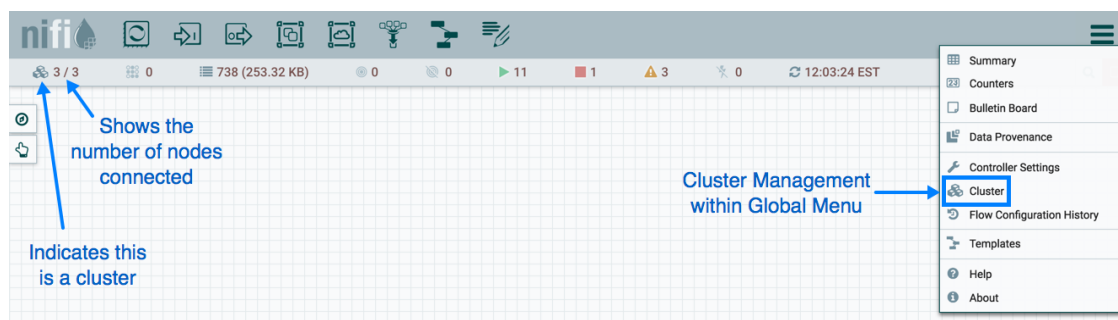 nifi
3 / 3 0 738 (253.32 KB) 0 0 11 1 3 0 12:03:24 EST
Summary
Counters
Bulletin Board
Data Provenance
Controller Settings
Cluster
Flow Configuration History
Templates
Help
About
Shows the
number of nodes
connected
Indicates this
is a cluster
Cluster Management
within Global Menu